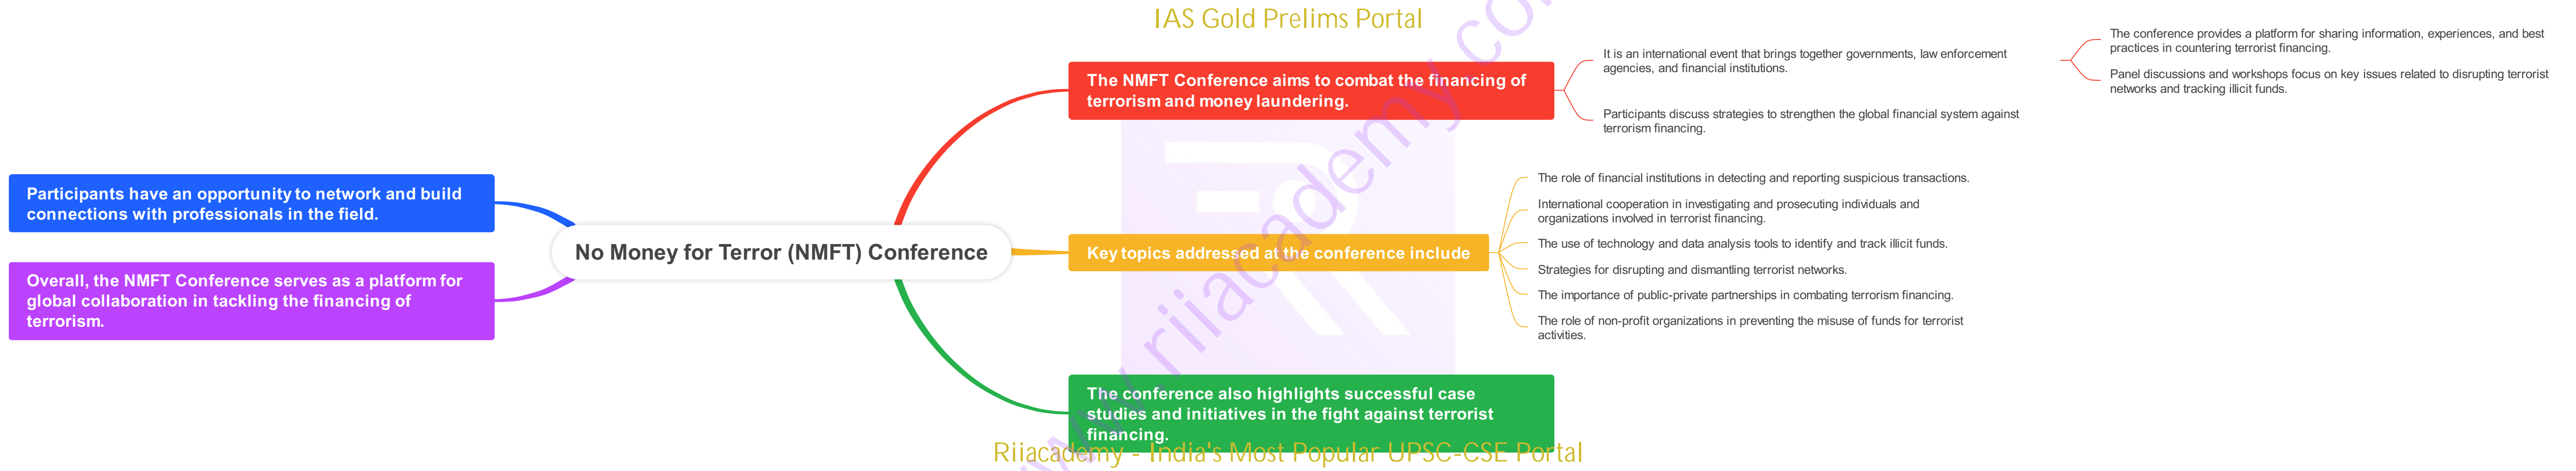 IAS Gold Prelims Portal
The NMFT Conference aims to combat the financing of
terrorism and money laundering.
It is an international event that brings together governments, law enforcement
agencies, and financial institutions.
The conference provides a platform for sharing information, experiences, and best
practices in countering terrorist financing.
Panel discussions and workshops focus on key issues related to disrupting terrorist
networks and tracking illicit funds.
Participants discuss strategies to strengthen the global financial system against
terrorism financing.
Participants have an opportunity to network and build
connections with professionals in the field.
No Money for Terror (NMFT) Conference
Overall, the NMFT Conference serves as a platform for
global collaboration in tackling the financing of
terrorism.
Key topics addressed at the conference include
The role of financial institutions in detecting and reporting suspicious transactions.
International cooperation in investigating and prosecuting individuals and
organizations involved in terrorist financing.
The use of technology and data analysis tools to identify and track illicit funds.
Strategies for disrupting and dismantling terrorist networks.
The importance of public-private partnerships in combating terrorism financing.
The role of non-profit organizations in preventing the misuse of funds for terrorist
activities.
The conference also highlights successful case
studies and initiatives in the fight against terrorist
financing.
Riiacademy - India's Most Popular UPSC-CSE Portal
www.riiacademy.com